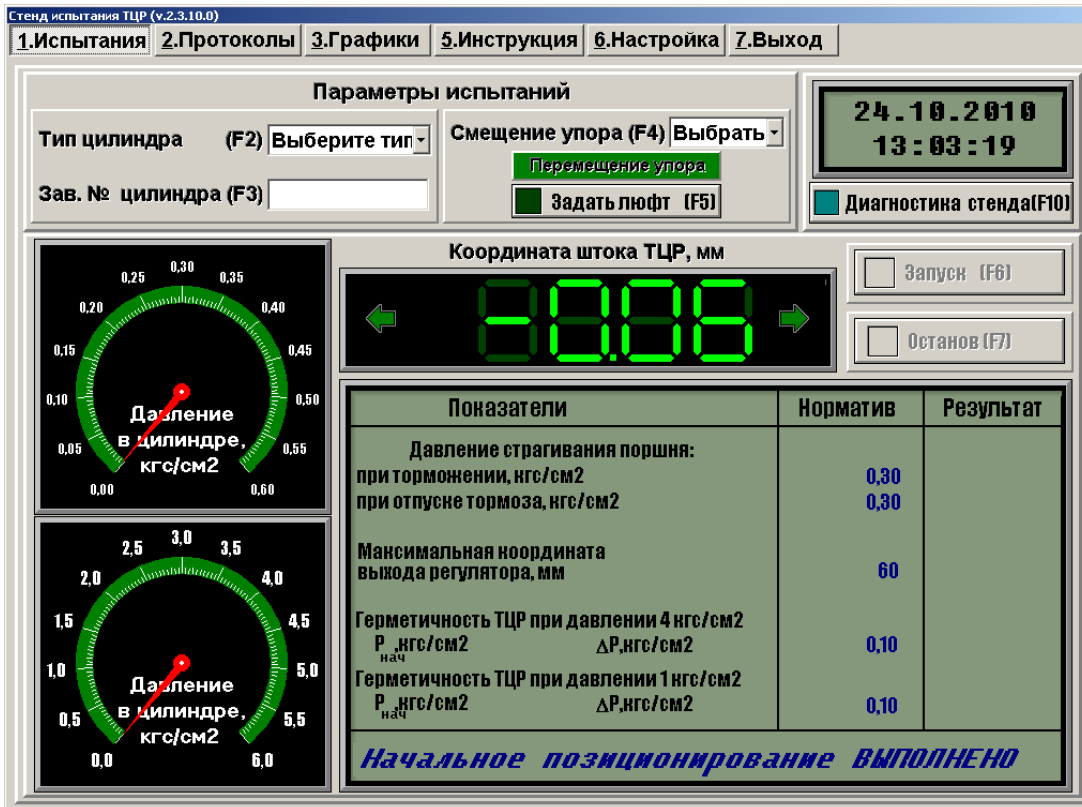 Стенд испытания ТЦР (v.2.3.10.0)
1.Испытания 2.Протоколы 3.Графики 5.Инструкция 6.Настройка 7.Выход
Параметры испытаний
Тип цилиндра (F2) Выберите тип
Зав. № цилиндра (F3)
Смещение упора (F4) Выбрать
Перемещение упора
Задать люфт (F5)
24.10.2010
13:03:19
Диагностика стенда(F10)
Координата штока ТЦР, мм
-0.06
Запуск (F6)
Останов (F7)
0,00 0,05 0,10 0,15 0,20 0,25 0,30 0,35 0,40 0,45 0,50 0,55 0,60
Давление
в цилиндре,
кгс/см2
0,0 0,5 1,0 1,5 2,0 2,5 3,0 3,5 4,0 4,5 5,0 5,5 6,0
Давление
в цилиндре,
кгс/см2
Показатели Норматив Результат
Давление страгивания поршня:
при торможении, кгс/см2 0,30
при отпуске тормоза, кгс/см2 0,30
Максимальная координата
выхода регулятора, мм 60
Герметичность ТЦР при давлении 4 кгс/см2
Pнач,кгс/см2 ΔP,кгс/см2 0,10
Герметичность ТЦР при давлении 1 кгс/см2
Pнач,кгс/см2 ΔP,кгс/см2 0,10
Начальное позиционирование ВЫПОЛНЕНО